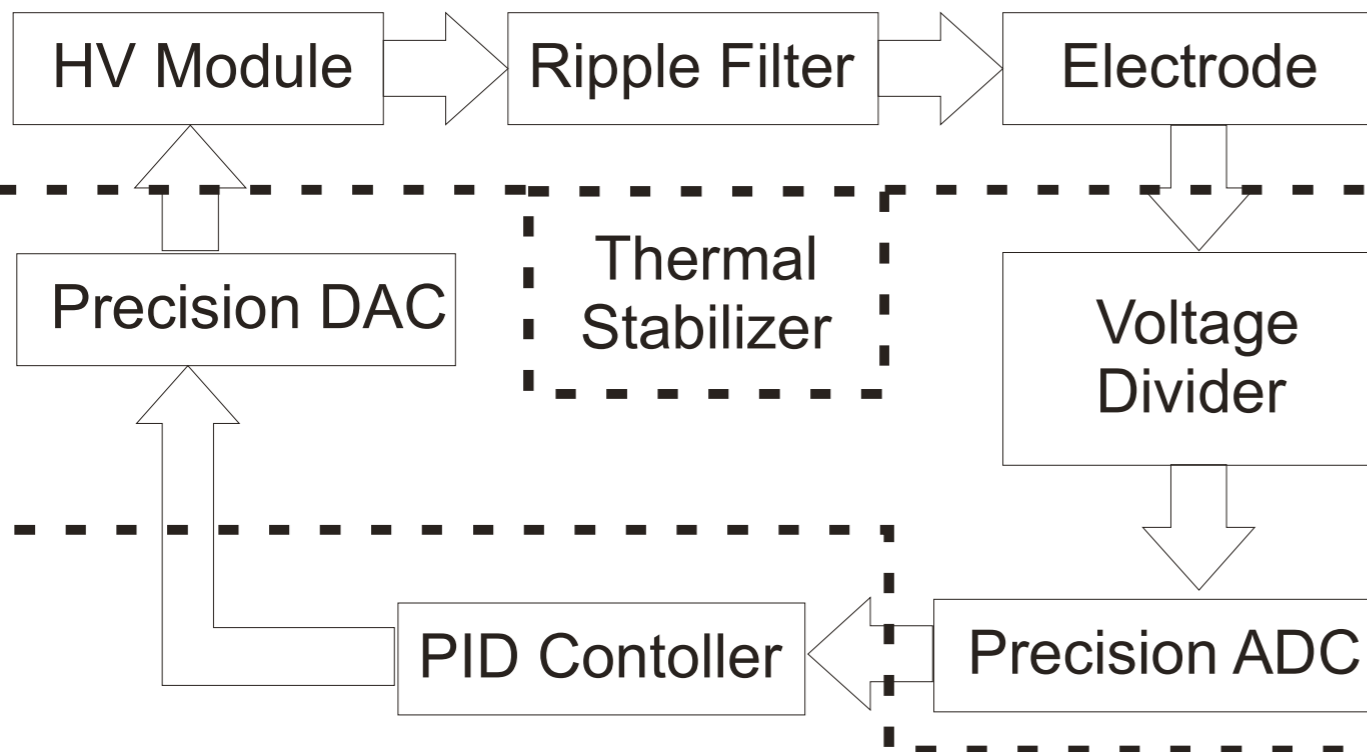 HV Module
Ripple Filter
Electrode
Thermal
Stabilizer
Precision DAC
Voltage
Divider
PID Contoller
Precision ADC